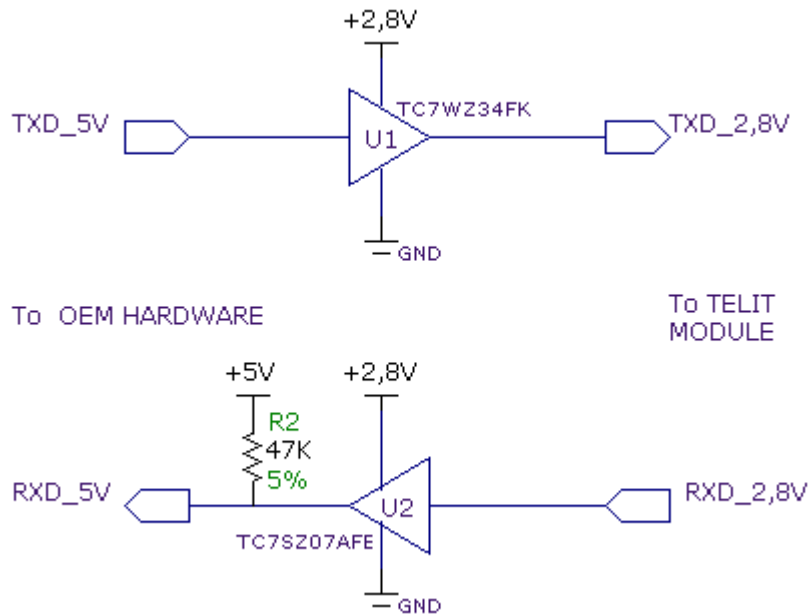 +2,8V
TC7WZ34FK
TXD_5V
U1
TXD_2,8V
GND
To OEM HARDWARE
To TELIT
MODULE
+5V
+2,8V
R2
47K
5%
RXD_5V
U2
RXD_2,8V
TC7SZ07AFE
GND